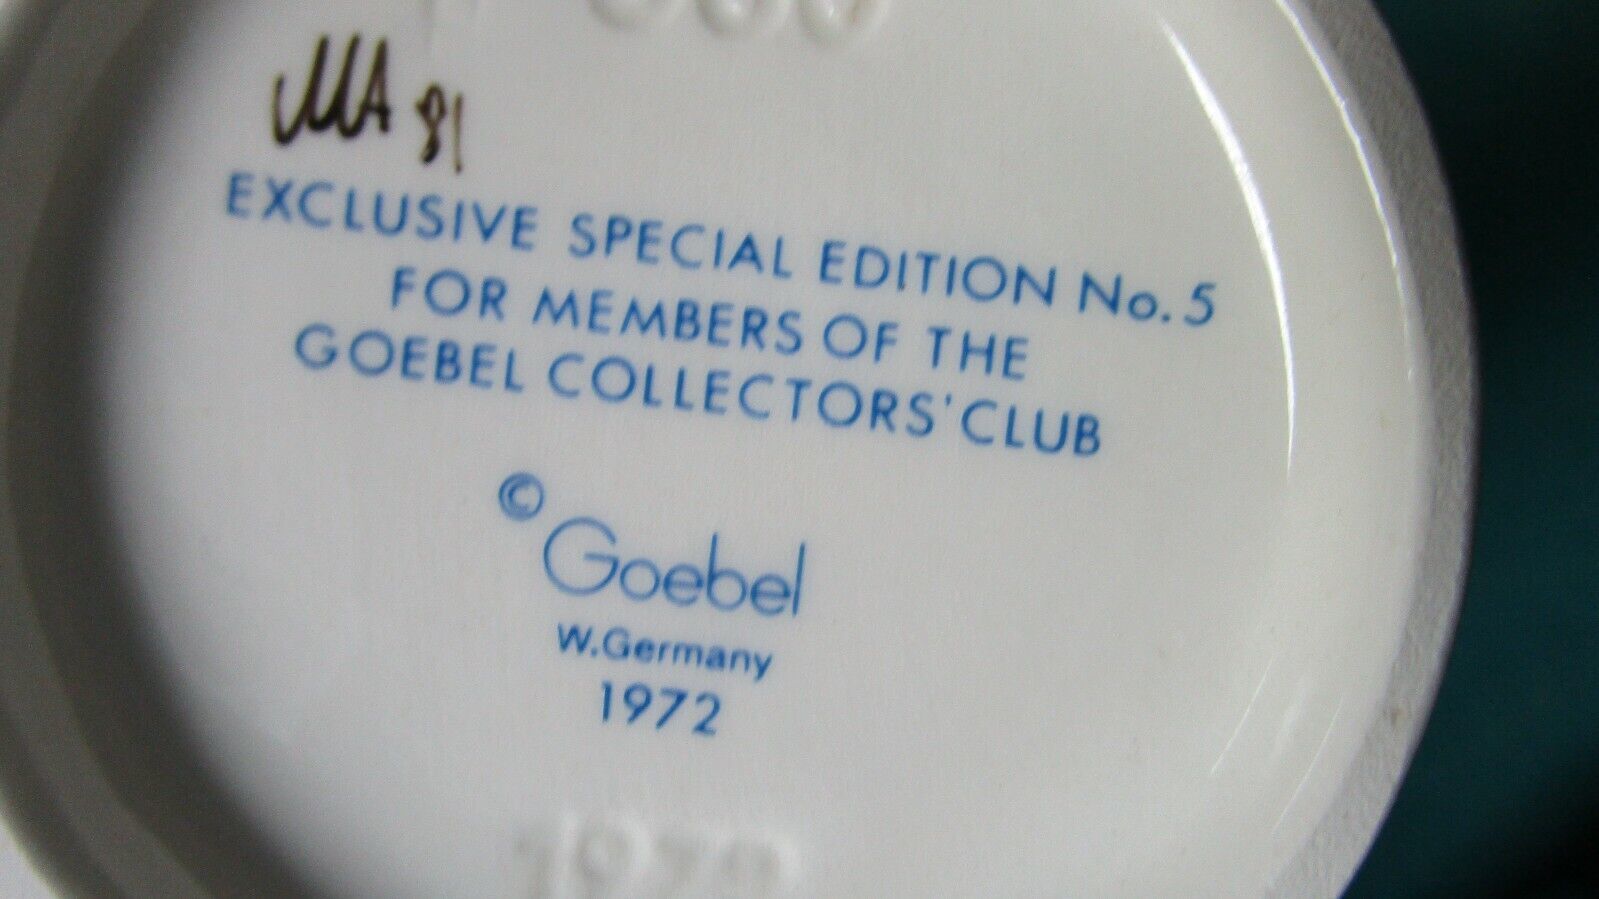 MA 81
EXCLUSIVE SPECIAL EDITION No. 5
FOR MEMBERS OF THE
GOEBEL COLLECTORS' CLUB
© Goebel
W. Germany
1972